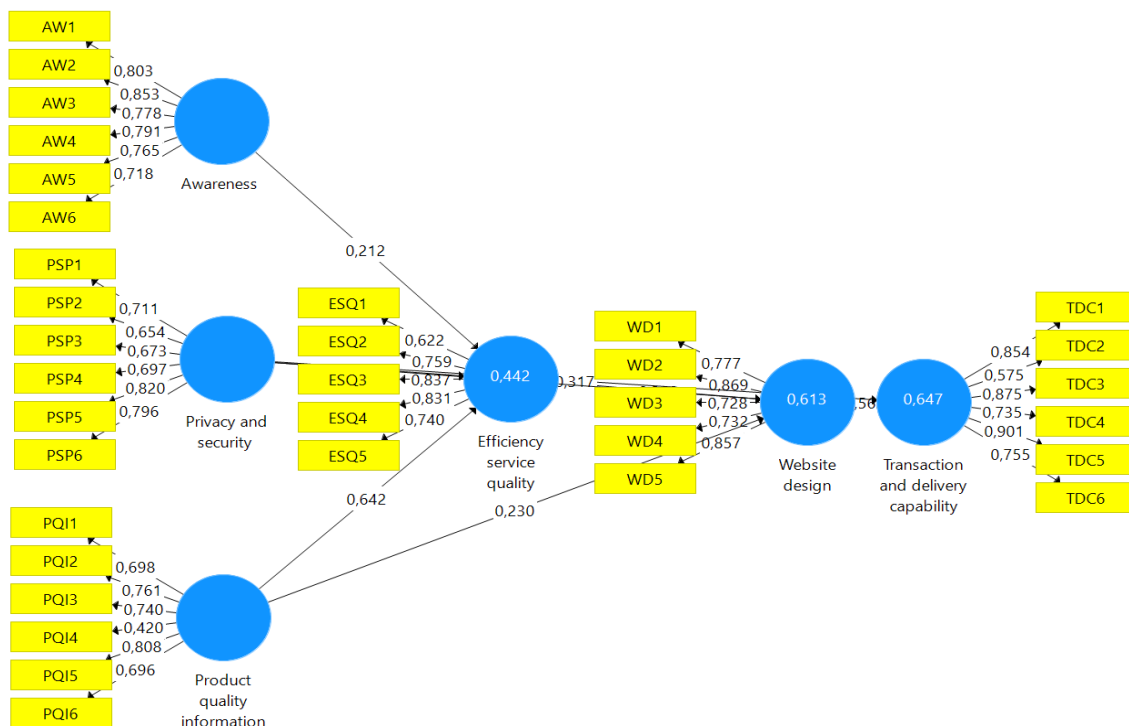 AW1
AW2
AW3
AW4
AW5
AW6
0,803
0,853
0,778
0,791
0,765
0,718
Awareness
0,212
PSP1
PSP2
PSP3
PSP4
PSP5
PSP6
0,711
0,654
0,673
0,697
0,820
0,796
Privacy and
security
ESQ1
ESQ2
ESQ3
ESQ4
ESQ5
0,622
0,759
0,837
0,831
0,740
0,442
Efficiency
service
quality
0,317
0,642
0,230
PQI1
PQI2
PQI3
PQI4
PQI5
PQI6
0,698
0,761
0,740
0,420
0,808
0,696
Product
quality
information
WD1
WD2
WD3
WD4
WD5
0,777
0,869
0,728
0,732
0,857
0,613
Website
design
0,647
Transaction
and delivery
capability
0,854
0,575
0,875
0,735
0,901
0,755
TDC1
TDC2
TDC3
TDC4
TDC5
TDC6